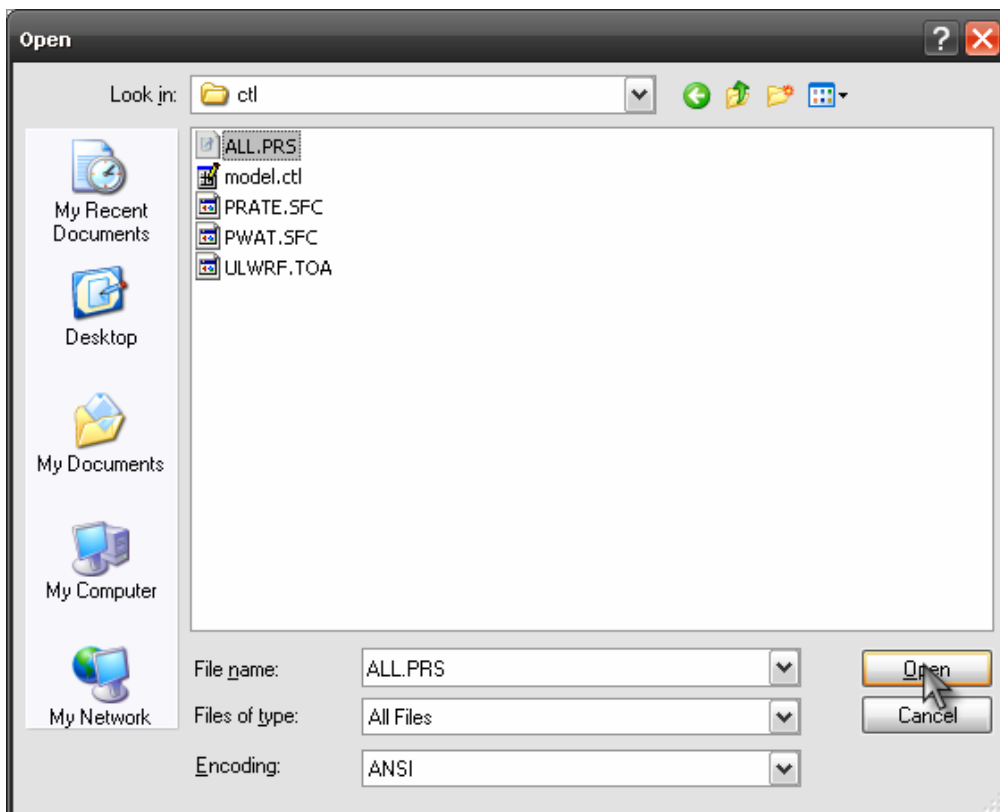 Open
Look in:
ctl
My Recent
Documents
Desktop
My Documents
My Computer
My Network
ALL.PRS
model.ctl
PRATE.SFC
PWAT.SFC
ULWRF.TOA
File name:
ALL.PRS
Open
Files of type:
All Files
Cancel
Encoding:
ANSI